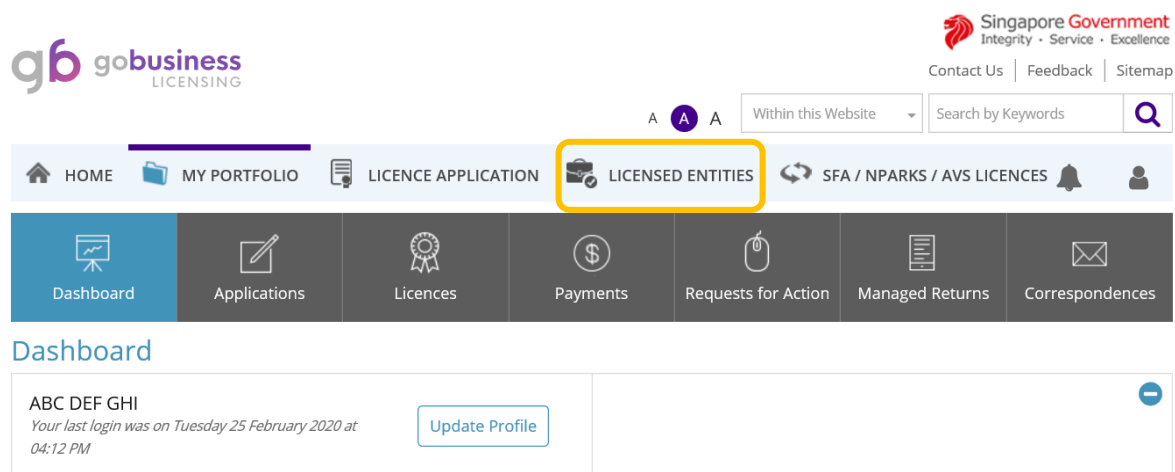 Singapore Government
Integrity · Service · Excellence
gb gobusiness
LICENSING
Contact Us | Feedback | Sitemap
A A A Within this Website Search by Keywords
HOME MY PORTFOLIO LICENCE APPLICATION LICENSED ENTITIES SFA / NPARKS / AVS LICENCES
Dashboard Applications Licences Payments Requests for Action Managed Returns Correspondences
Dashboard
ABC DEF GHI
Your last login was on Tuesday 25 February 2020 at
04:12 PM
Update Profile